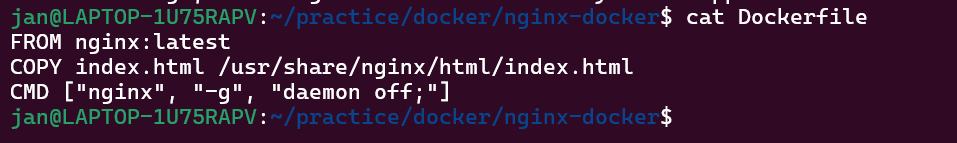 jan@LAPTOP-1U75RAPV:~/practice/docker/nginx-docker$ cat Dockerfile
FROM nginx:latest
COPY index.html /usr/share/nginx/html/index.html
CMD ["nginx", "-g", "daemon off;"]
jan@LAPTOP-1U75RAPV:~/practice/docker/nginx-docker$